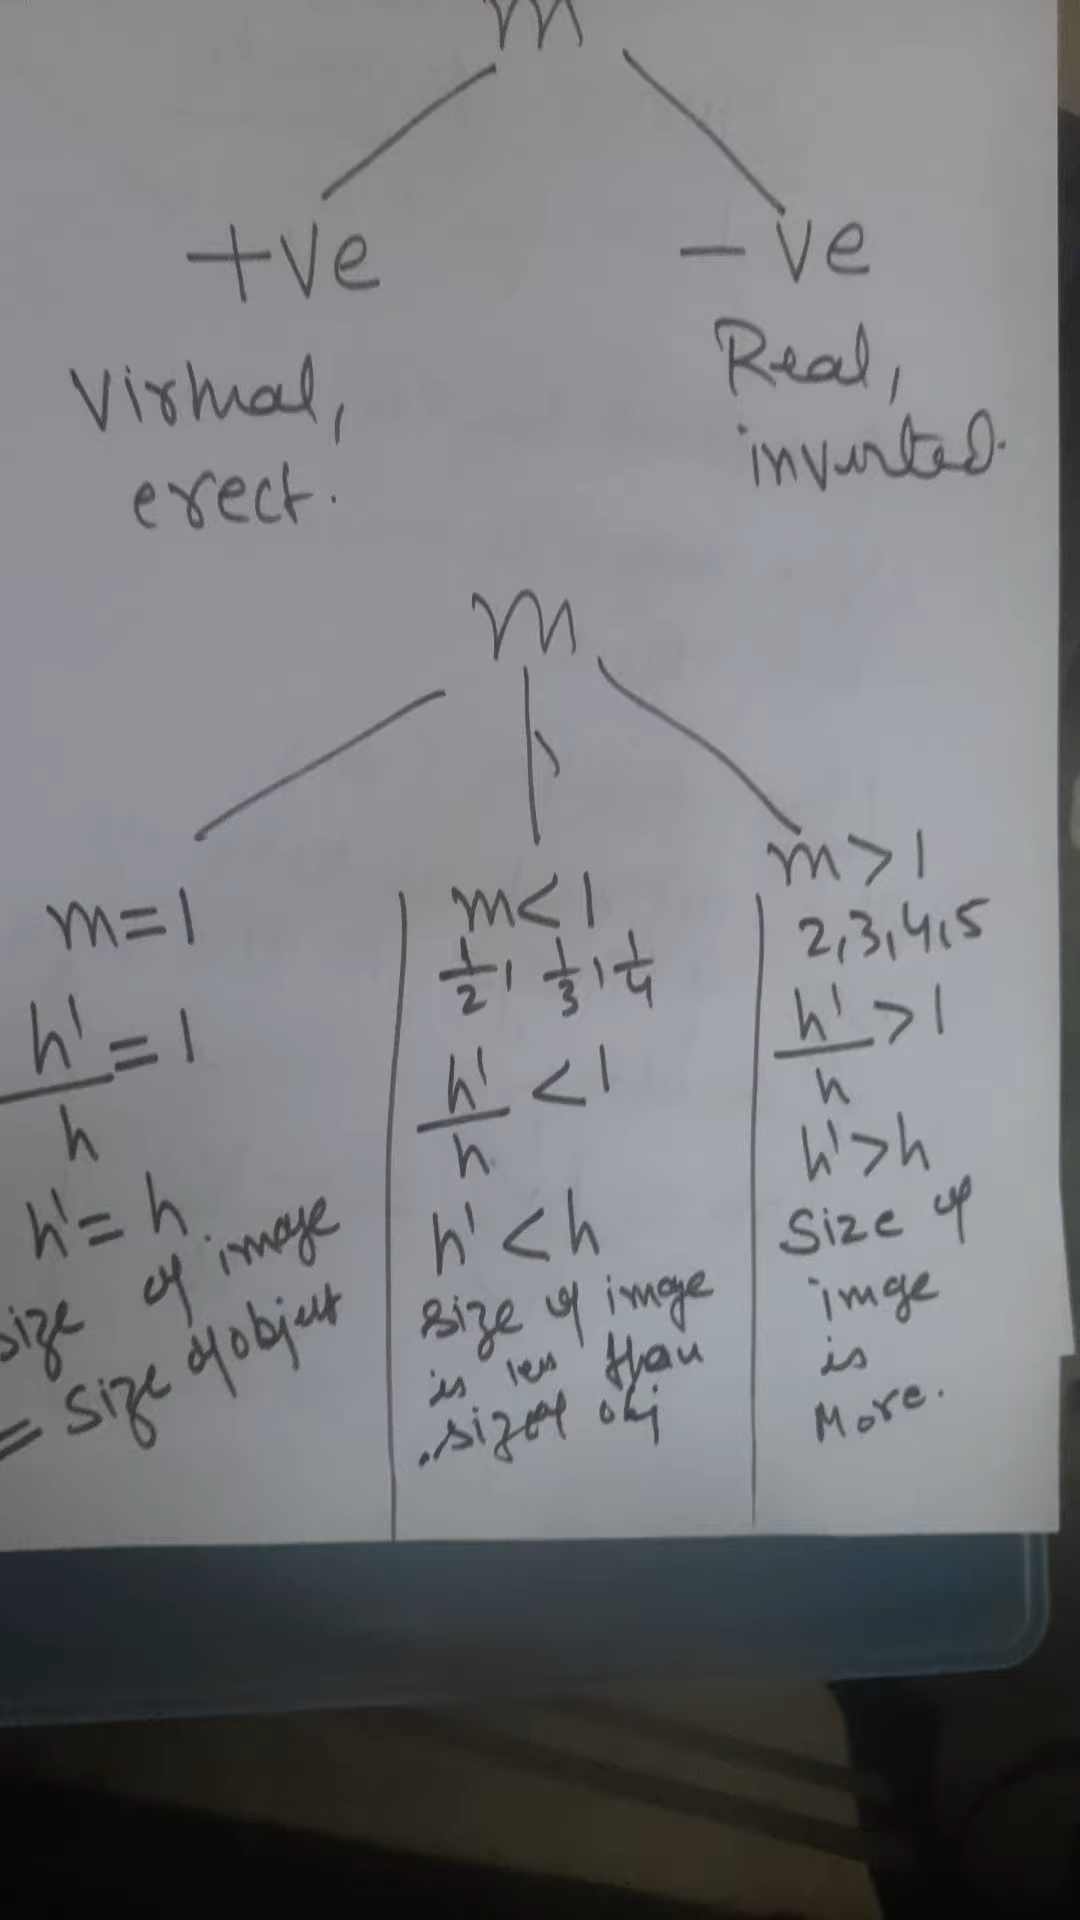 m
+ve
-ve
Virtual,
erect.
Real,
inverted.
m
m=1
h'/h = 1
h'= h
size of image
= size of object
m<1
1/2, 1/3, 1/4
h'/h < 1
h' < h
size of image
is less than
size of obj
m>1
2,3,4,5
h'/h > 1
h'>h
Size of
imge
is
More.